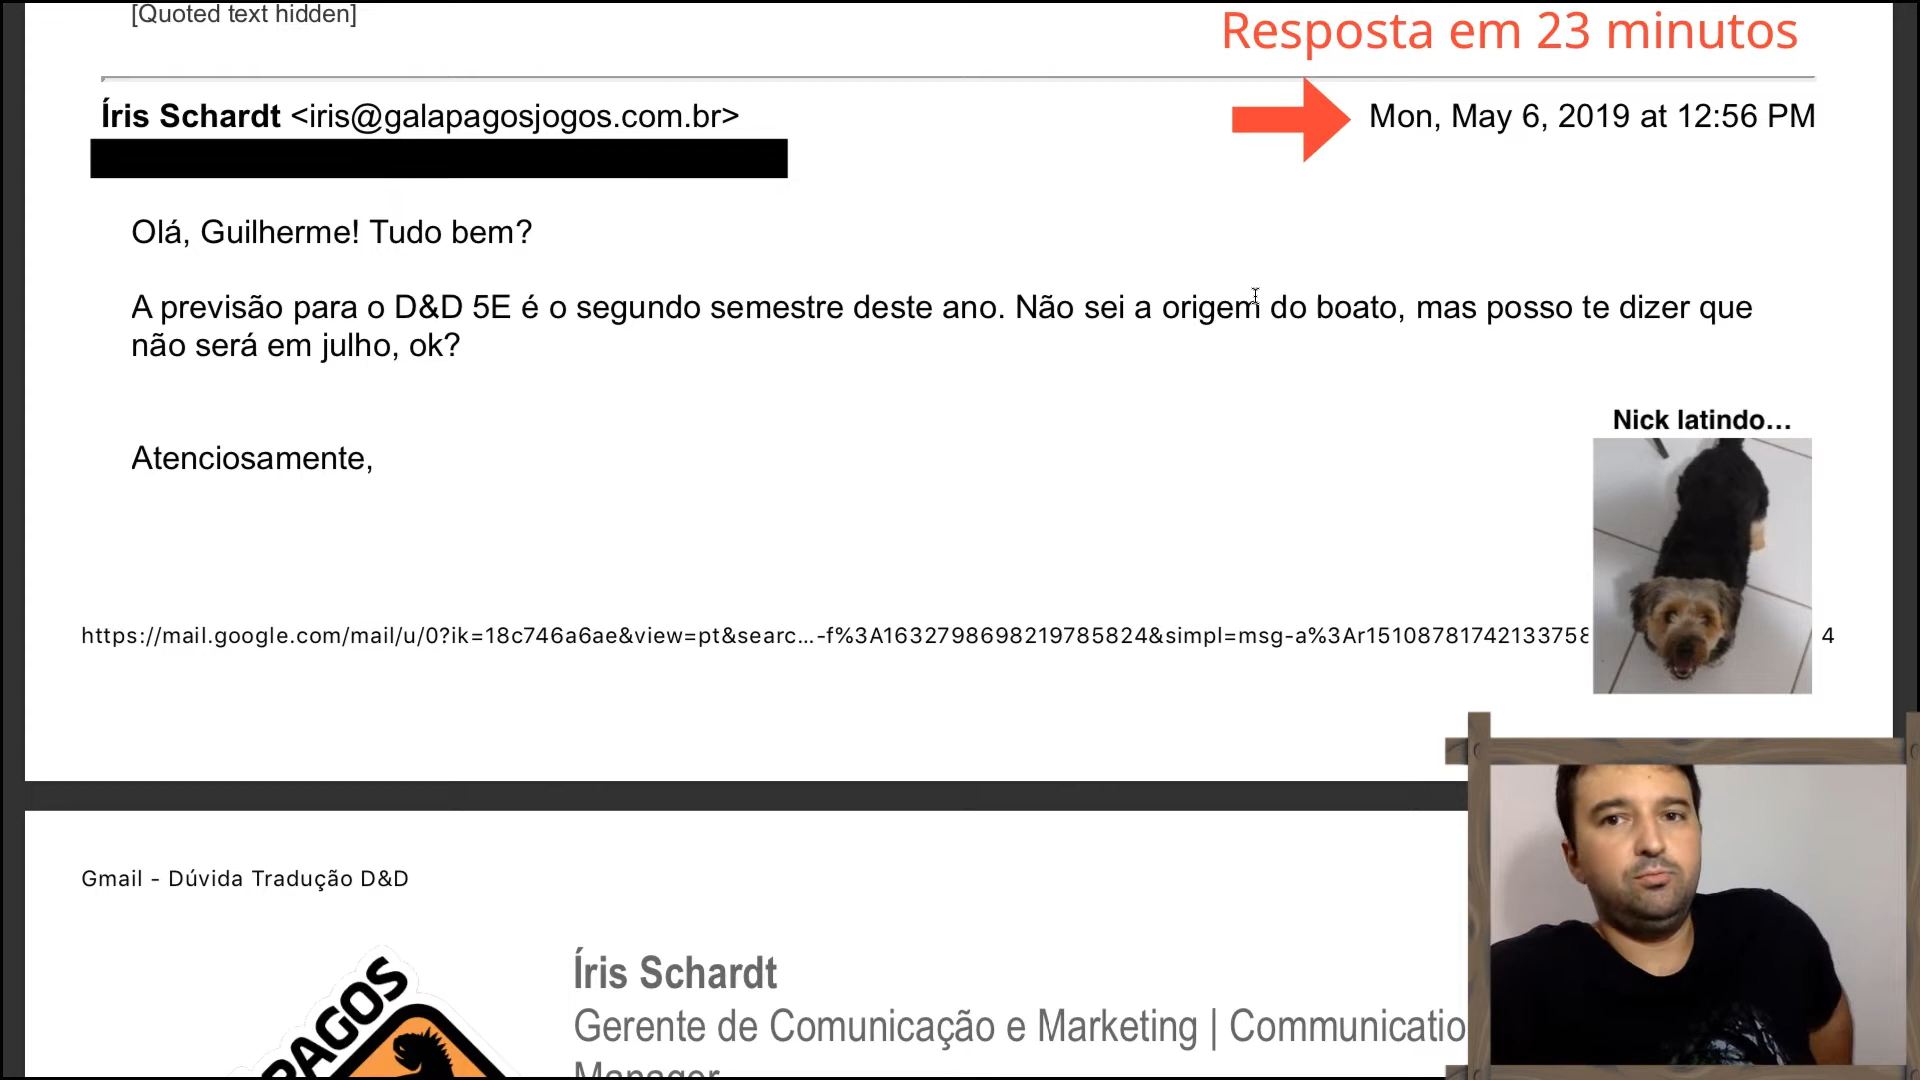 [Quoted text hidden]
Resposta em 23 minutos
Íris Schardt <iris@galapagosjogos.com.br>
Mon, May 6, 2019 at 12:56 PM
Olá, Guilherme! Tudo bem?
A previsão para o D&D 5E é o segundo semestre deste ano. Não sei a origem do boato, mas posso te dizer que
não será em julho, ok?
Nick latindo...
Atenciosamente,
https://mail.google.com/mail/u/0?ik=18c746a6ae&view=pt&searc...-f%3A1632798698219785824&simpl=msg-a%3Ar15108781742133758
4
Gmail - Dúvida Tradução D&D
PAGOS
Íris Schardt
Gerente de Comunicação e Marketing | Communicatio
Manager